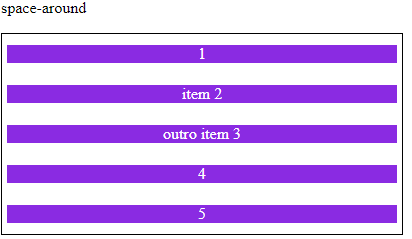 space-around
1
item 2
outro item 3
4
5